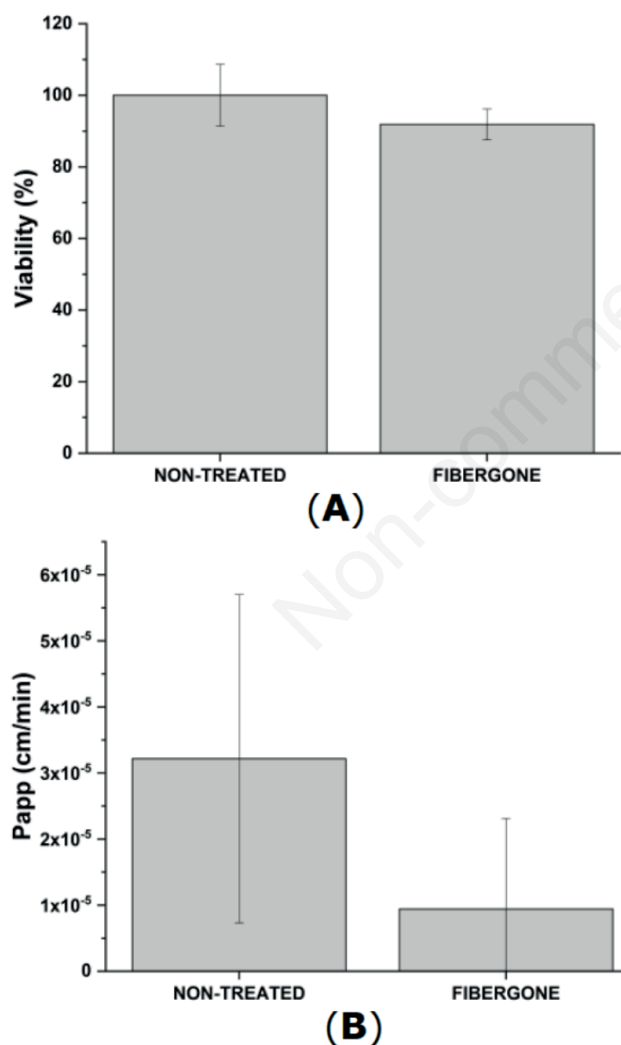 120
100
80
60
40
20
0
Viability (%)
NON-TREATED FIBERGONE
(A)
6x10⁻⁵
5x10⁻⁵
4x10⁻⁵
3x10⁻⁵
2x10⁻⁵
1x10⁻⁵
0
Papp (cm/min)
NON-TREATED FIBERGONE
(B)
Non-comme